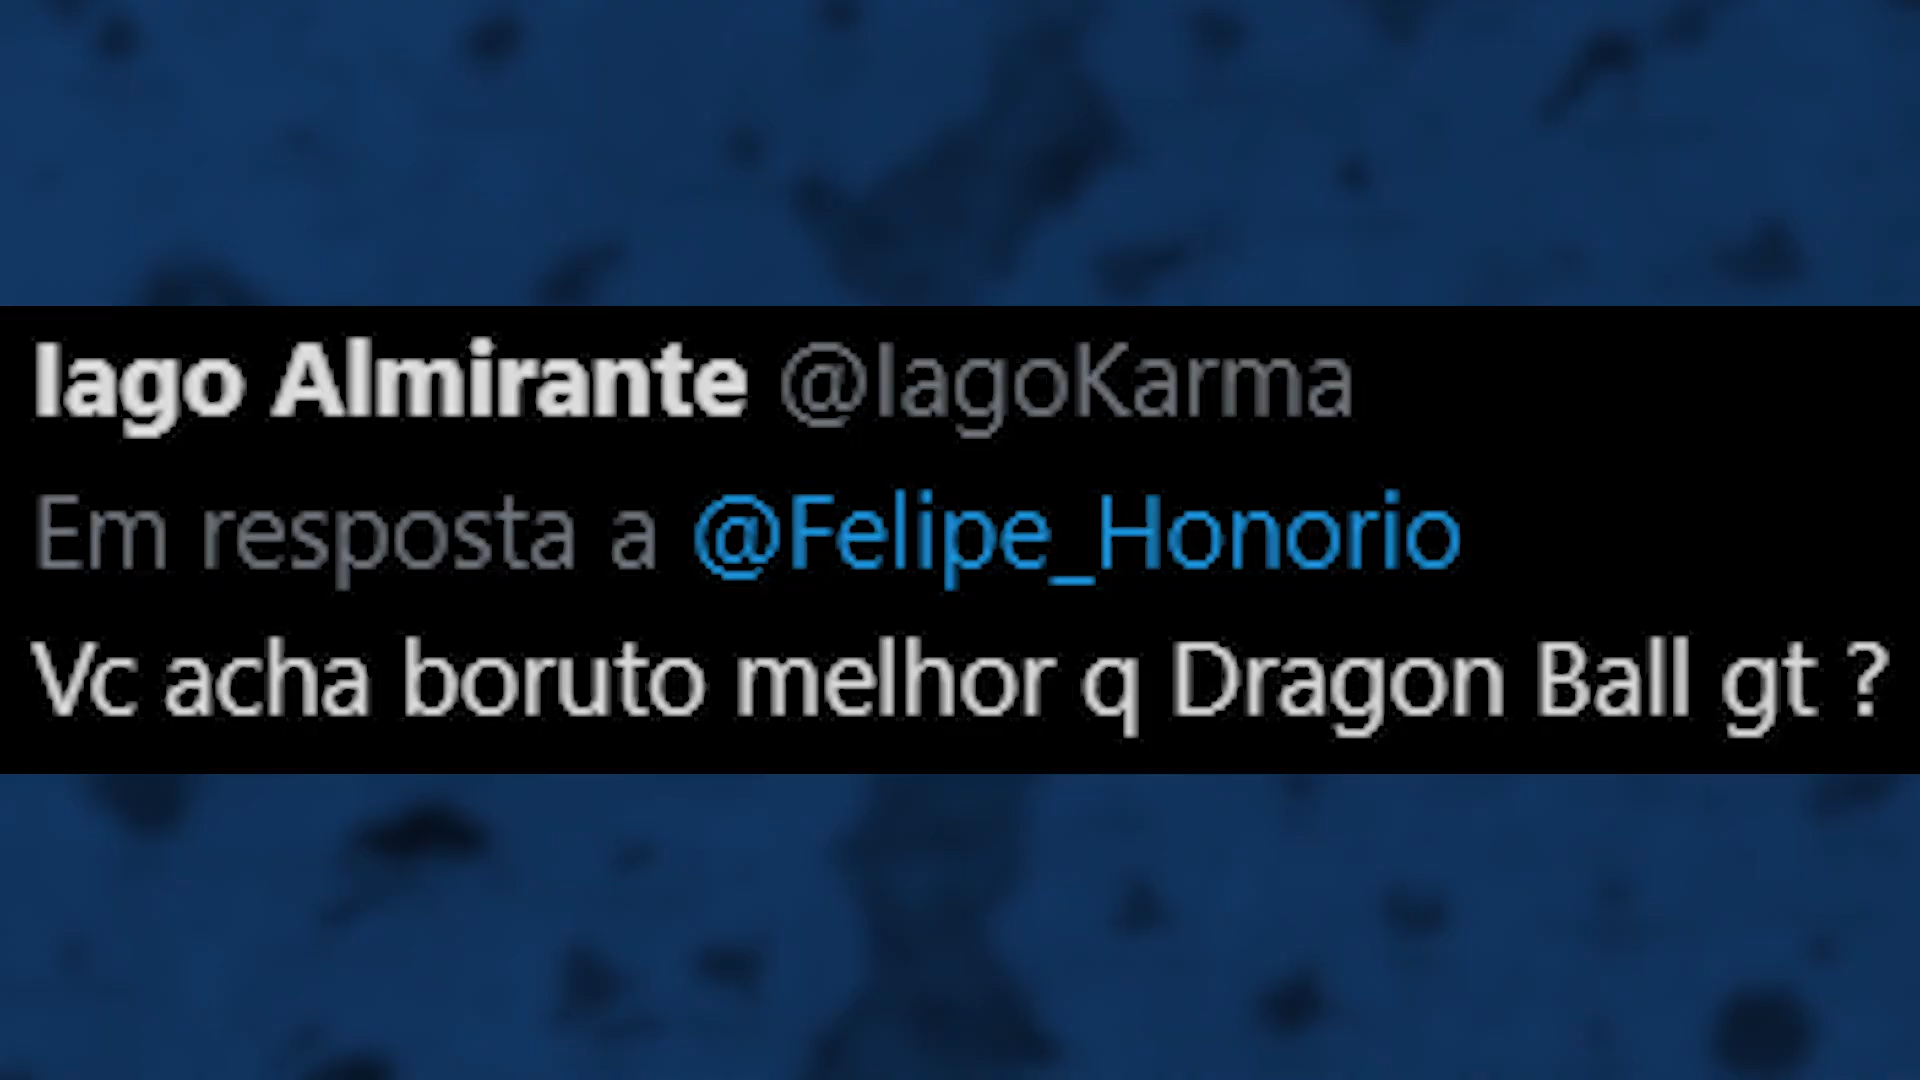 Iago Almirante @IagoKarma
Em resposta a @Felipe_Honorio
Vc acha boruto melhor q Dragon Ball gt ?